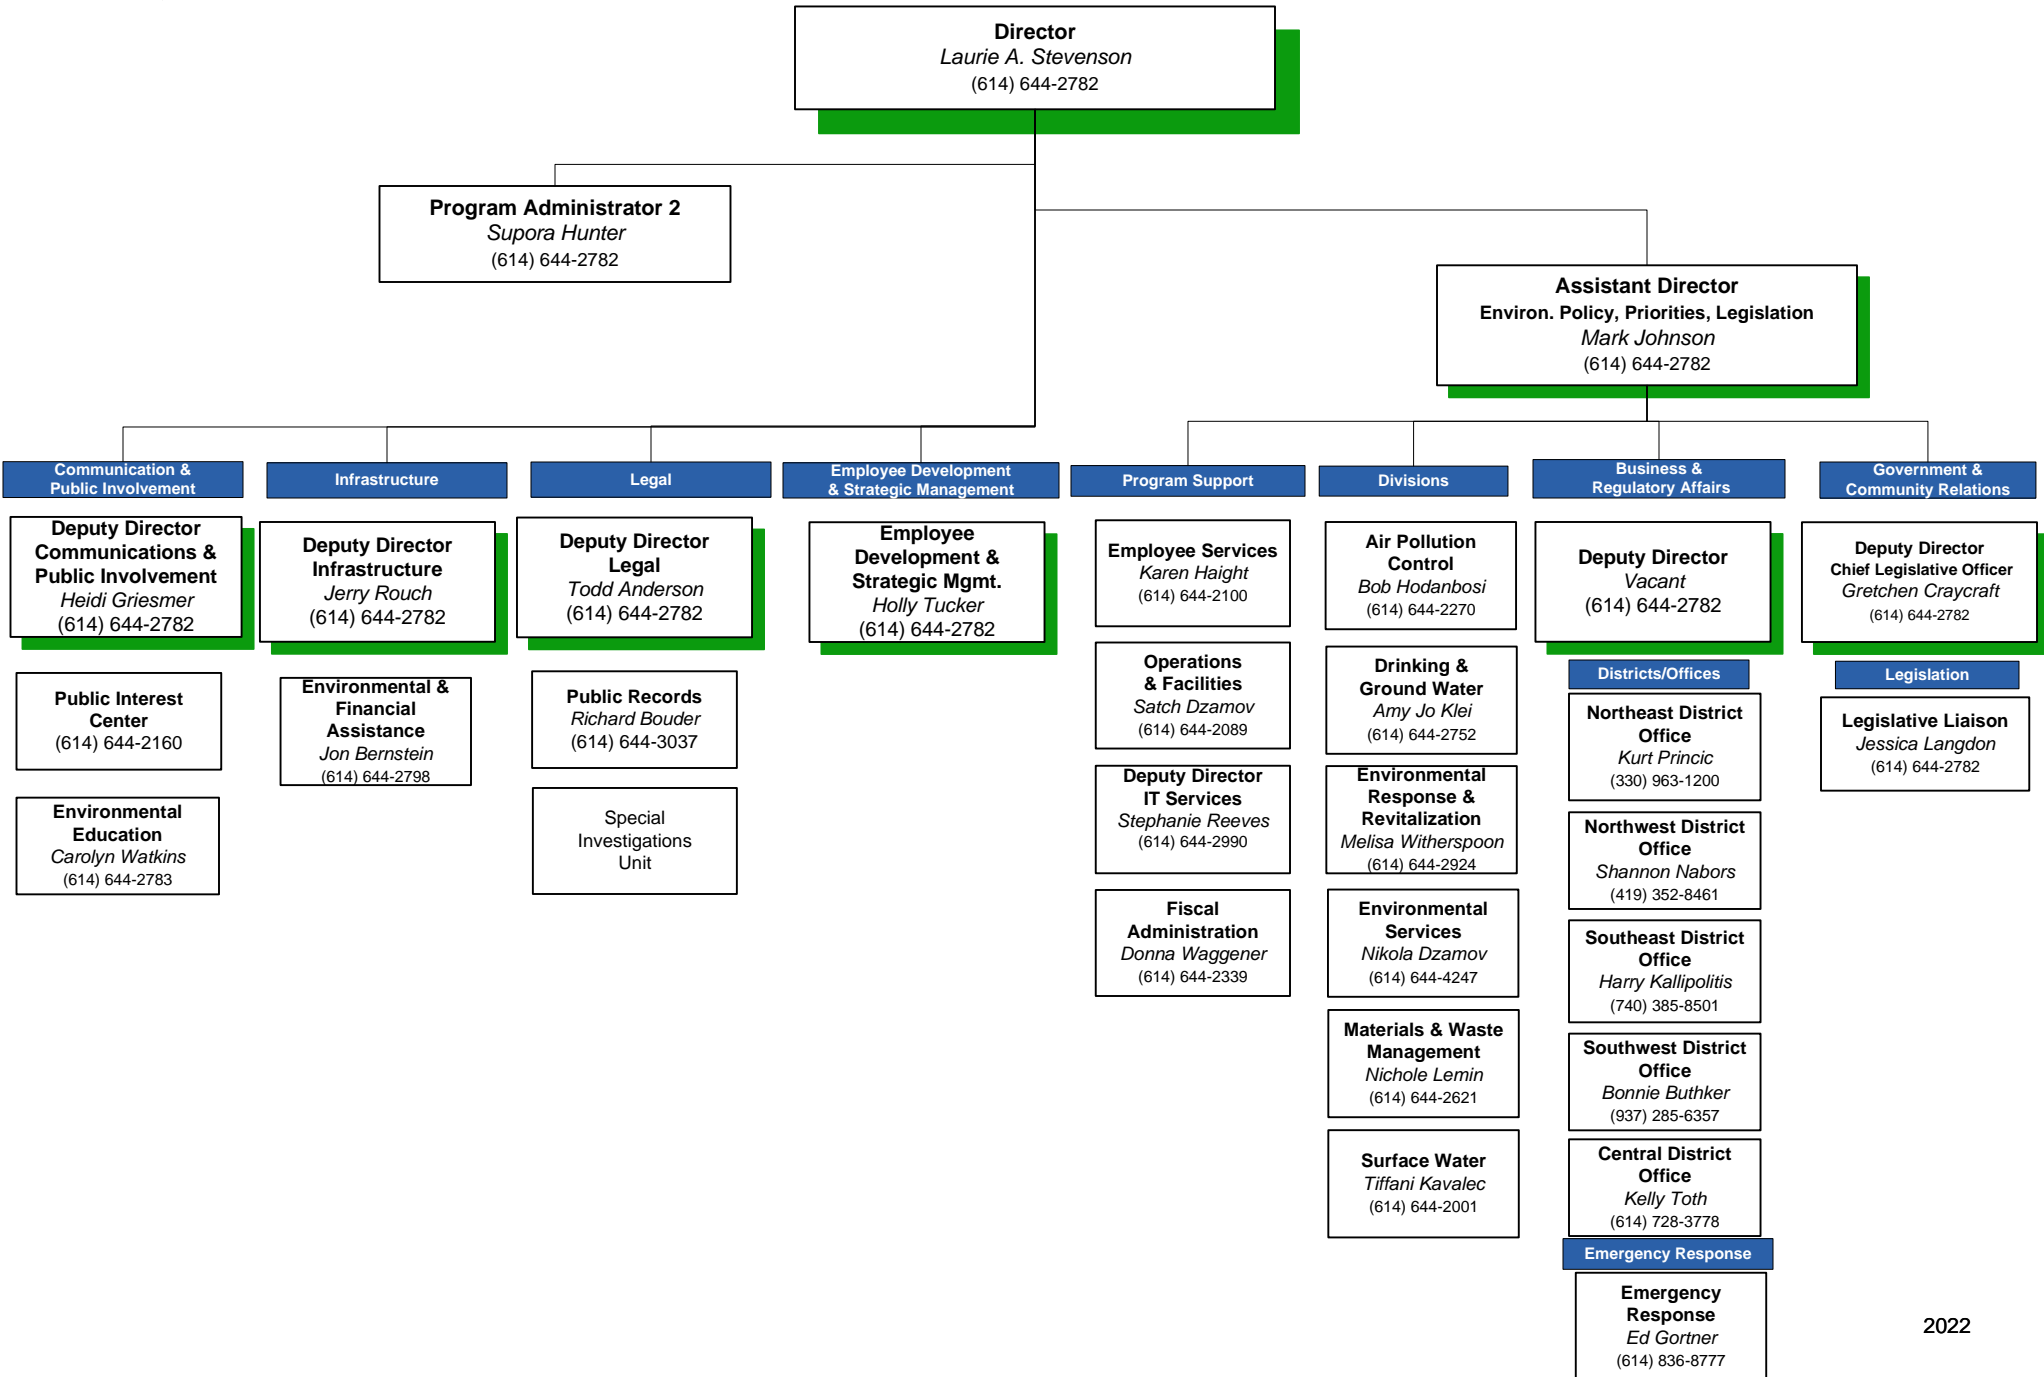 Director
Laurie A. Stevenson
(614) 644-2782
Program Administrator 2
Supora Hunter
(614) 644-2782
Assistant Director
Environ. Policy, Priorities, Legislation
Mark Johnson
(614) 644-2782
Communication &
Public Involvement
Deputy Director
Communications &
Public Involvement
Heidi Griesmer
(614) 644-2782
Public Interest
Center
(614) 644-2160
Environmental
Education
Carolyn Watkins
(614) 644-2783
Infrastructure
Deputy Director
Infrastructure
Jerry Rouch
(614) 644-2782
Environmental &
Financial
Assistance
Jon Bernstein
(614) 644-2798
Legal
Deputy Director
Legal
Todd Anderson
(614) 644-2782
Public Records
Richard Bouder
(614) 644-3037
Special
Investigations
Unit
Employee Development
& Strategic Management
Employee
Development &
Strategic Mgmt.
Holly Tucker
(614) 644-2782
Program Support
Employee Services
Karen Haight
(614) 644-2100
Operations
& Facilities
Satch Dzamov
(614) 644-2089
Deputy Director
IT Services
Stephanie Reeves
(614) 644-2990
Fiscal
Administration
Donna Waggener
(614) 644-2339
Divisions
Air Pollution
Control
Bob Hodanbosi
(614) 644-2270
Drinking &
Ground Water
Amy Jo Klei
(614) 644-2752
Environmental
Response &
Revitalization
Melisa Witherspoon
(614) 644-2924
Environmental
Services
Nikola Dzamov
(614) 644-4247
Materials & Waste
Management
Nichole Lemin
(614) 644-2621
Surface Water
Tiffani Kavalec
(614) 644-2001
Business &
Regulatory Affairs
Deputy Director
Vacant
(614) 644-2782
Districts/Offices
Northeast District
Office
Kurt Princic
(330) 963-1200
Northwest District
Office
Shannon Nabors
(419) 352-8461
Southeast District
Office
Harry Kallipolitis
(740) 385-8501
Southwest District
Office
Bonnie Buthker
(937) 285-6357
Central District
Office
Kelly Toth
(614) 728-3778
Emergency Response
Emergency
Response
Ed Gortner
(614) 836-8777
Government &
Community Relations
Deputy Director
Chief Legislative Officer
Gretchen Craycraft
(614) 644-2782
Legislation
Legislative Liaison
Jessica Langdon
(614) 644-2782
2022